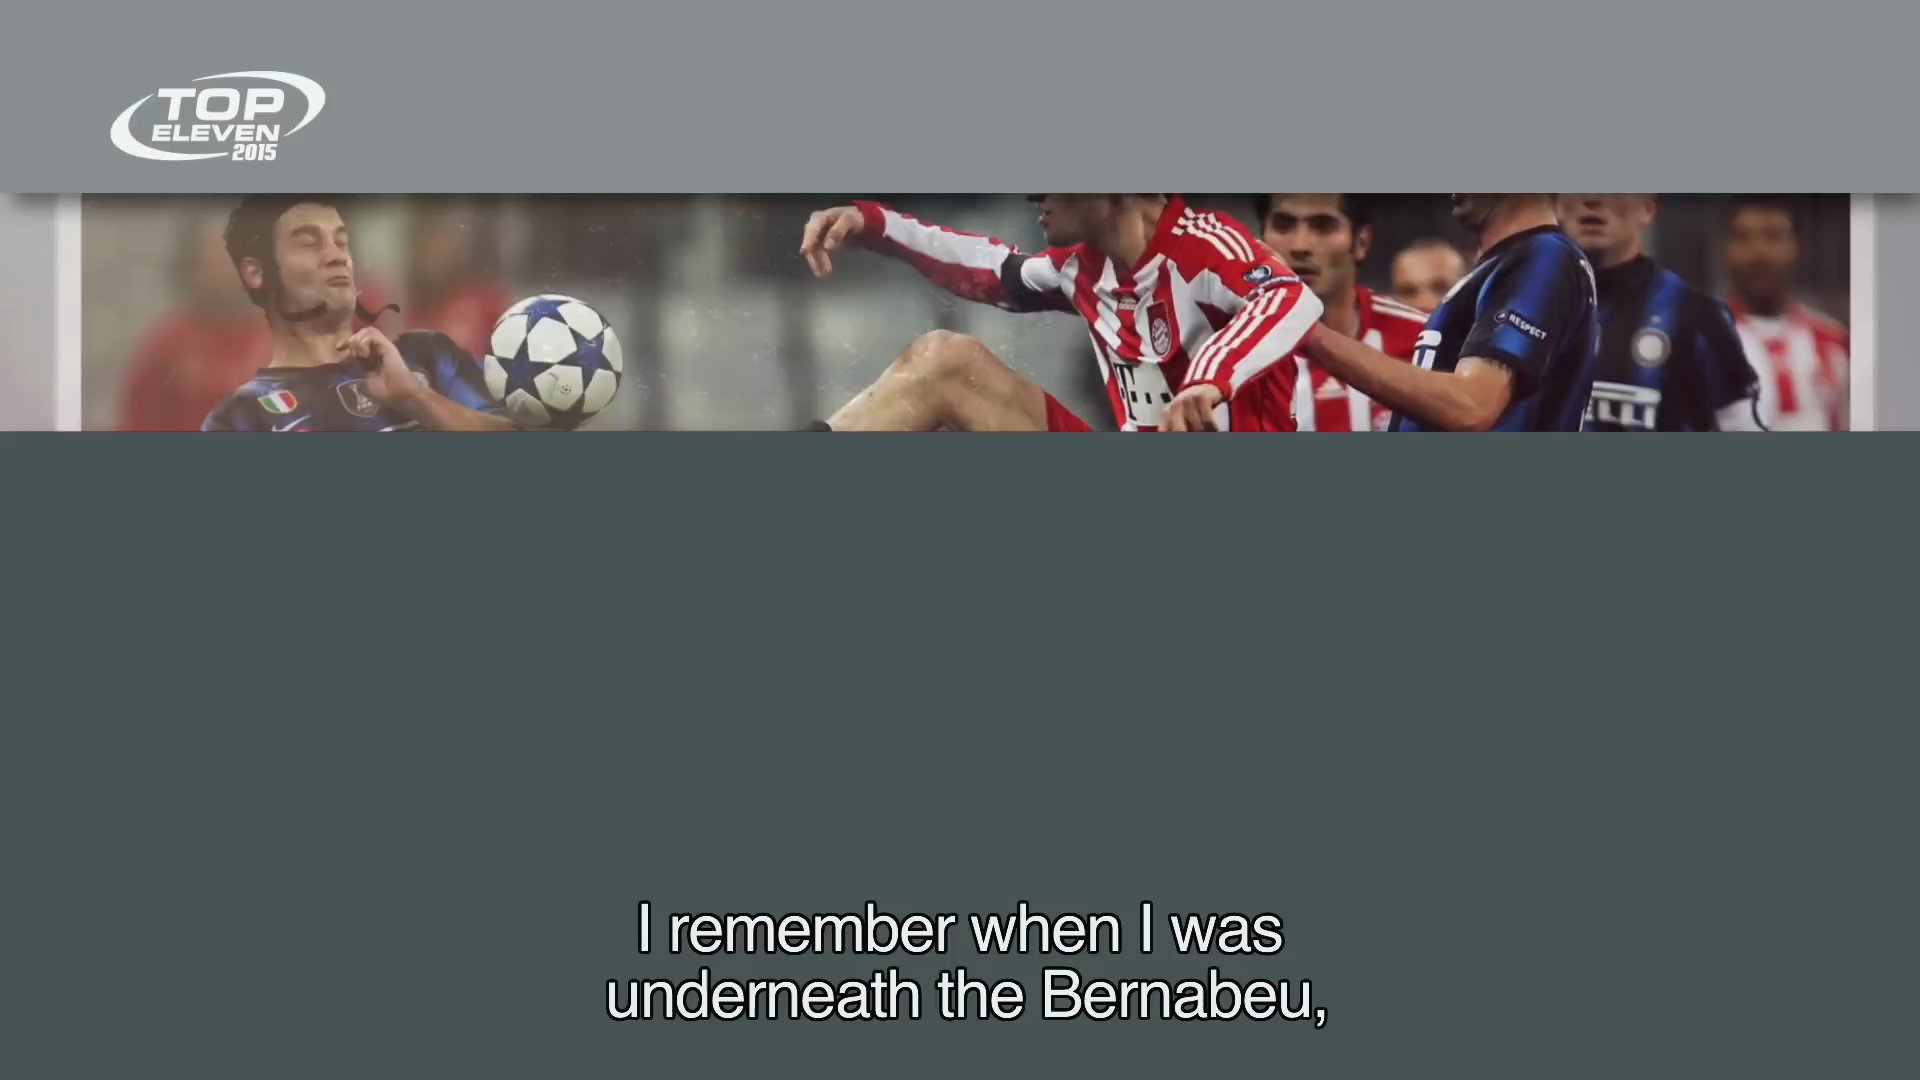 TOP
ELEVEN
2015
RESPECT
I remember when I was
underneath the Bernabeu,